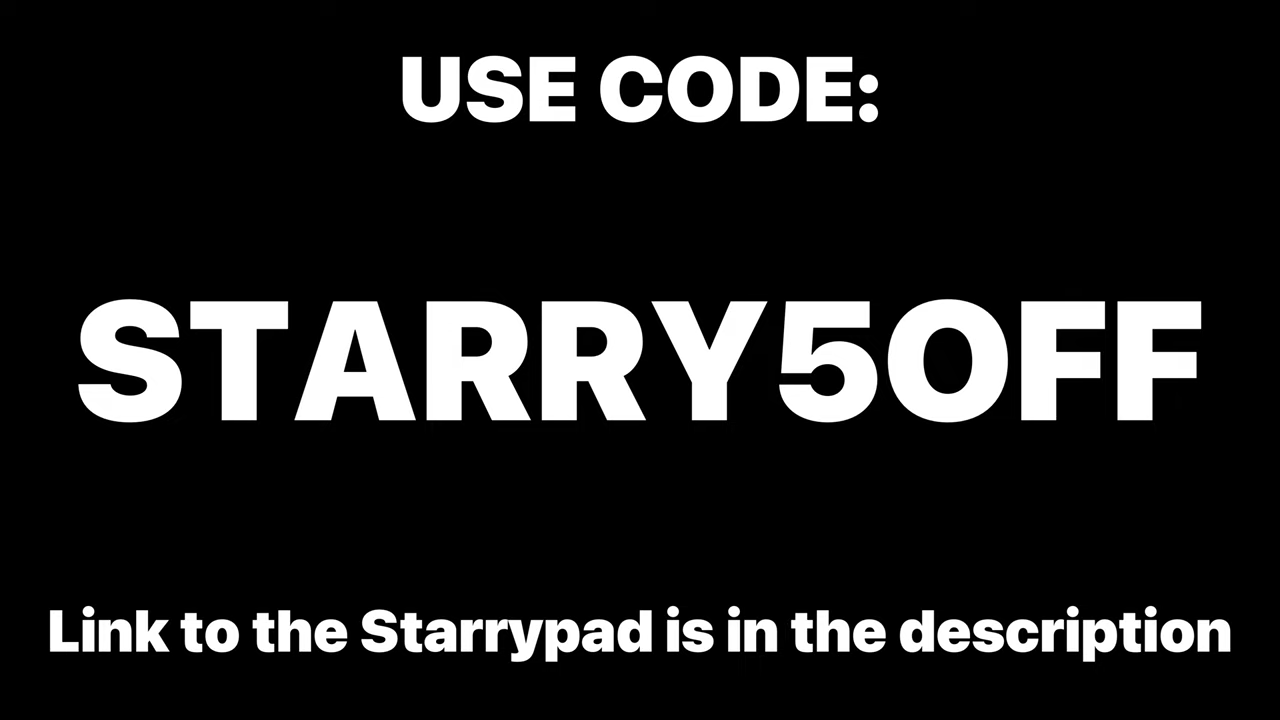 USE CODE:
STARRY5OFF
Link to the Starrypad is in the description